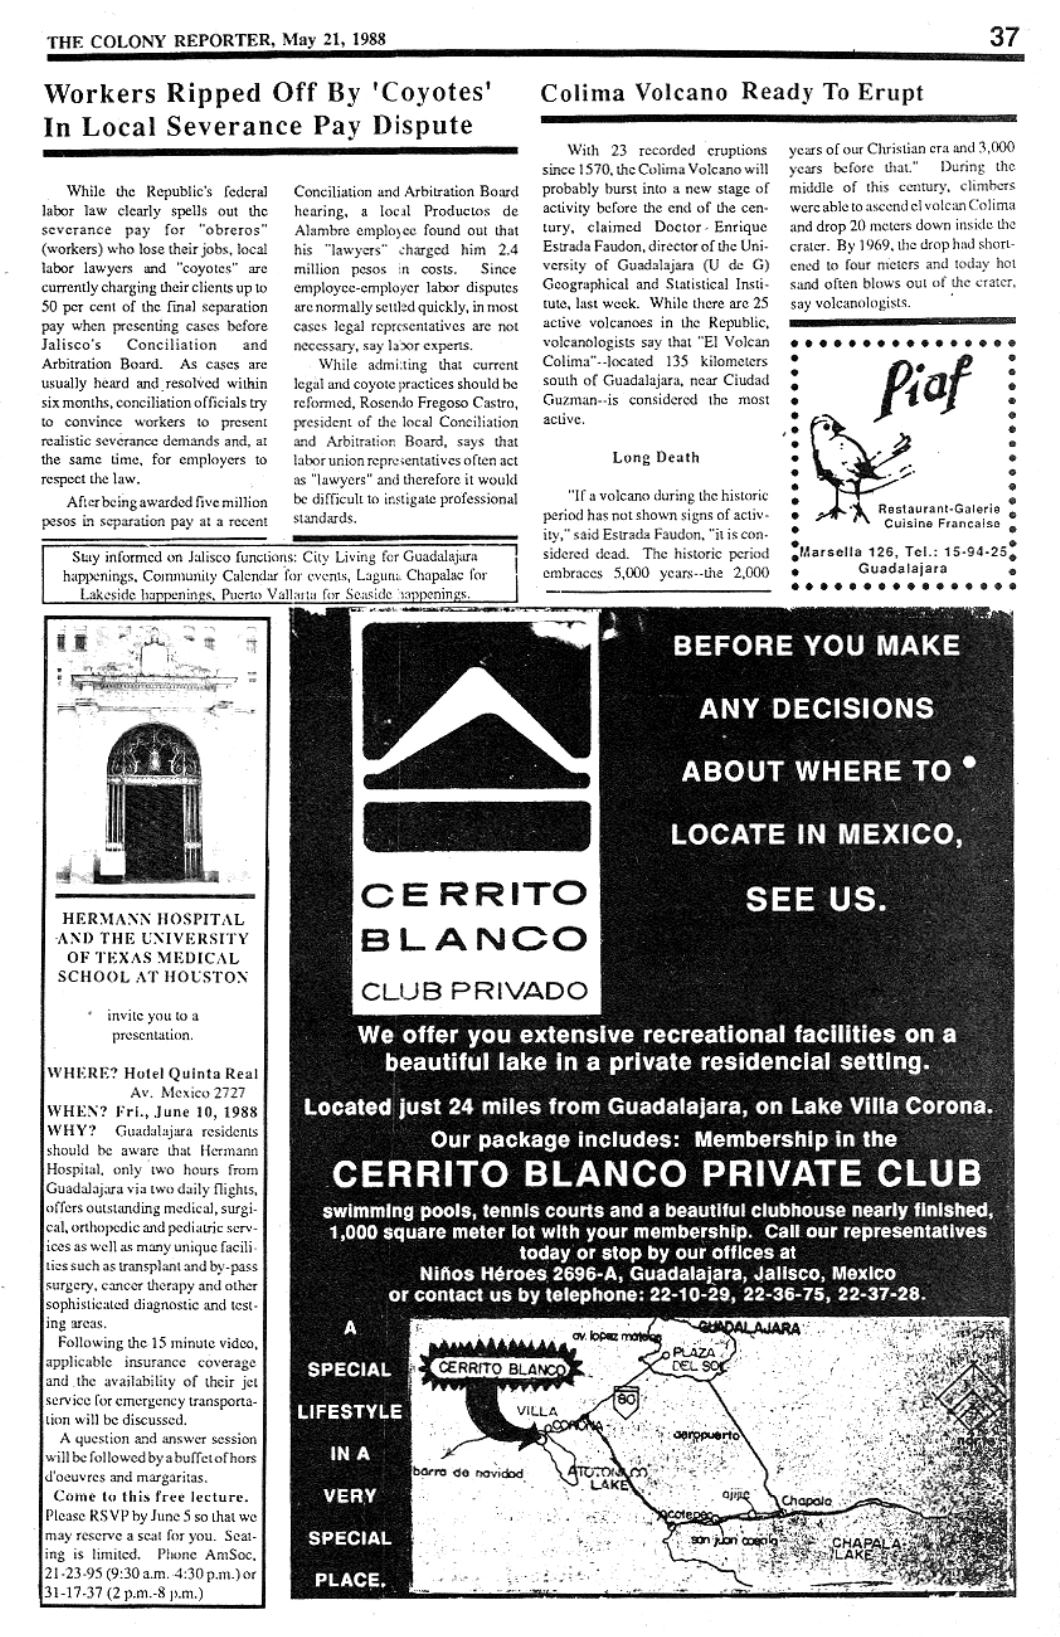 THE COLONY REPORTER, May 21, 1988
37
Workers Ripped Off By 'Coyotes'
In Local Severance Pay Dispute
While the Republic's federal
labor law clearly spells out the
severance pay for "obreros"
(workers) who lose their jobs, local
labor lawyers and "coyotes" are
currently charging their clients up to
50 per cent of the final separation
pay when presenting cases before
Jalisco's Conciliation and
Arbitration Board. As cases are
usually heard and resolved within
six months, conciliation officials try
to convince workers to present
realistic severance demands and, at
the same time, for employers to
respect the law.
After being awarded five million
pesos in separation pay at a recent
Conciliation and Arbitration Board
hearing, a local Productos de
Alambre employee found out that
his "lawyers" charged him 2.4
million pesos in costs. Since
employee-employer labor disputes
are normally settled quickly, in most
cases legal representatives are not
necessary, say labor experts.
While admitting that current
legal and coyote practices should be
reformed, Rosendo Fregoso Castro,
president of the local Conciliation
and Arbitration Board, says that
labor union representatives often act
as "lawyers" and therefore it would
be difficult to instigate professional
standards.
Stay informed on Jalisco functions: City Living for Guadalajara
happenings, Community Calendar for events, Laguna Chapalac for
Lakeside happenings, Puerto Vallarta for Seaside happenings.
Colima Volcano Ready To Erupt
With 23 recorded eruptions
since 1570, the Colima Volcano will
probably burst into a new stage of
activity before the end of the cen-
tury, claimed Doctor Enrique
Estrada Faudon, director of the Uni-
versity of Guadalajara (U de G)
Geographical and Statistical Insti-
tute, last week. While there are 25
active volcanoes in the Republic,
volcanologists say that "El Volcan
Colima"--located 135 kilometers
south of Guadalajara, near Ciudad
Guzman--is considered the most
active.
Long Death
"If a volcano during the historic
period has not shown signs of activ-
ity," said Estrada Faudon, "it is con-
sidered dead. The historic period
embraces 5,000 years--the 2,000
years of our Christian era and 3,000
years before that." During the
middle of this century, climbers
were able to ascend el volcan Colima
and drop 20 meters down inside the
crater. By 1969, the drop had short-
ened to four meters and today hot
sand often blows out of the crater,
say volcanologists.
Piaf
Restaurant-Galerie
Cuisine Francaise
Marsella 126, Tel.: 15-94-25
Guadalajara
HERMANN HOSPITAL
AND THE UNIVERSITY
OF TEXAS MEDICAL
SCHOOL AT HOUSTON
invite you to a
presentation.
WHERE? Hotel Quinta Real
Av. Mexico 2727
WHEN? Fri., June 10, 1988
WHY? Guadalajara residents
should be aware that Hermann
Hospital, only two hours from
Guadalajara via two daily flights,
offers outstanding medical, surgi-
cal, orthopedic and pediatric serv-
ices as well as many unique facili-
ties such as transplant and by-pass
surgery, cancer therapy and other
sophisticated diagnostic and test-
ing areas.
Following the 15 minute video,
applicable insurance coverage
and the availability of their jet
service for emergency transporta-
tion will be discussed.
A question and answer session
will be followed by a buffet of hors
d'oeuvres and margaritas.
Come to this free lecture.
Please RSVP by June 5 so that we
may reserve a seat for you. Seat-
ing is limited. Phone AmSoc,
21-23-95 (9:30 a.m. 4:30 p.m.) or
31-17-37 (2 p.m.-8 p.m.)
CERRITO
BLANCO
CLUB PRIVADO
BEFORE YOU MAKE
ANY DECISIONS
ABOUT WHERE TO
LOCATE IN MEXICO,
SEE US.
We offer you extensive recreational facilities on a
beautiful lake in a private residencial setting.
Located just 24 miles from Guadalajara, on Lake Villa Corona.
Our package includes: Membership in the
CERRITO BLANCO PRIVATE CLUB
swimming pools, tennis courts and a beautiful clubhouse nearly finished,
1,000 square meter lot with your membership. Call our representatives
today or stop by our offices at
Niños Héroes 2696-A, Guadalajara, Jalisco, Mexico
or contact us by telephone: 22-10-29, 22-36-75, 22-37-28.
A
SPECIAL
LIFESTYLE
IN A
VERY
SPECIAL
PLACE.
GUADALAJARA
av. lopez mateos
PLAZA
DEL SOL
CERRITO BLANCO
80
VILLA
CORONA
aeropuerto
barra de navidad
ATOTONILCO
LAKE
ajijic
Chapala
jocotepec
san juan cosala
CHAPALA
LAKE
norte